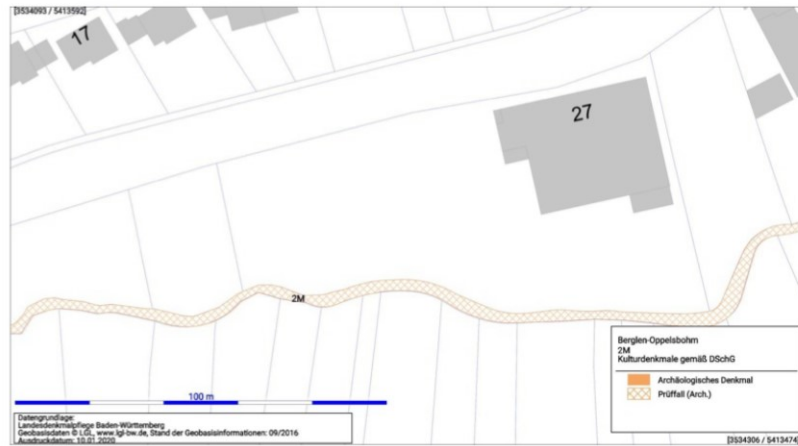 [3534093 / 5413592]
17
27
2M
100 m
Berglen-Oppelsbohm
2M
Kulturdenkmale gemäß DSchG
Archäologisches Denkmal
Prüffall (Arch.)
Datengrundlage:
Landesdenkmalpflege Baden-Württemberg
Geobasisdaten © LGL, www.lgl-bw.de, Stand der Geobasisinformationen: 09/2016
Ausdruckdatum: 10.01.2020
[3534306 / 5413474]